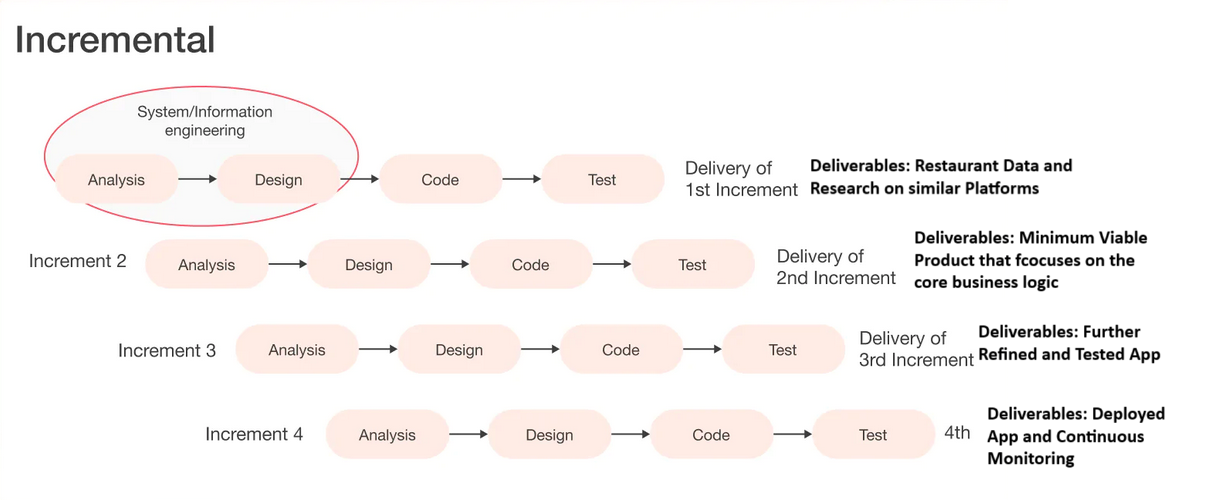 Incremental
System/Information
engineering
Analysis
Design
Code
Test
Delivery of
1st Increment
Deliverables: Restaurant Data and
Research on similar Platforms
Increment 2
Analysis
Design
Code
Test
Delivery of
2nd Increment
Deliverables: Minimum Viable
Product that fcocuses on the
core business logic
Increment 3
Analysis
Design
Code
Test
Delivery of
3rd Increment
Deliverables: Further
Refined and Tested App
Increment 4
Analysis
Design
Code
Test
4th
Deliverables: Deployed
App and Continuous
Monitoring